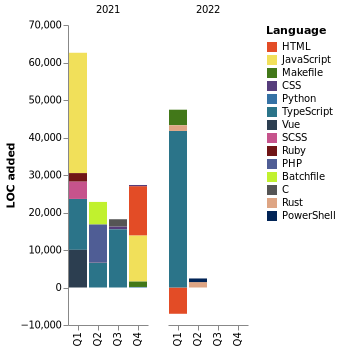 2021
2022
LOC added
70,000
60,000
50,000
40,000
30,000
20,000
10,000
0
−10,000
Q1
Q2
Q3
Q4
Q1
Q2
Q3
Q4
Language
HTML
JavaScript
Makefile
CSS
Python
TypeScript
Vue
SCSS
Ruby
PHP
Batchfile
C
Rust
PowerShell